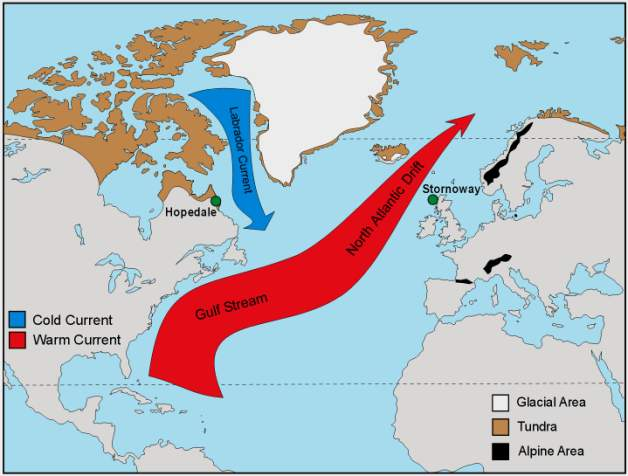 Labrador Current
Hopedale
Stornoway
North Atlantic Drift
Gulf Stream
Cold Current
Warm Current
Glacial Area
Tundra
Alpine Area